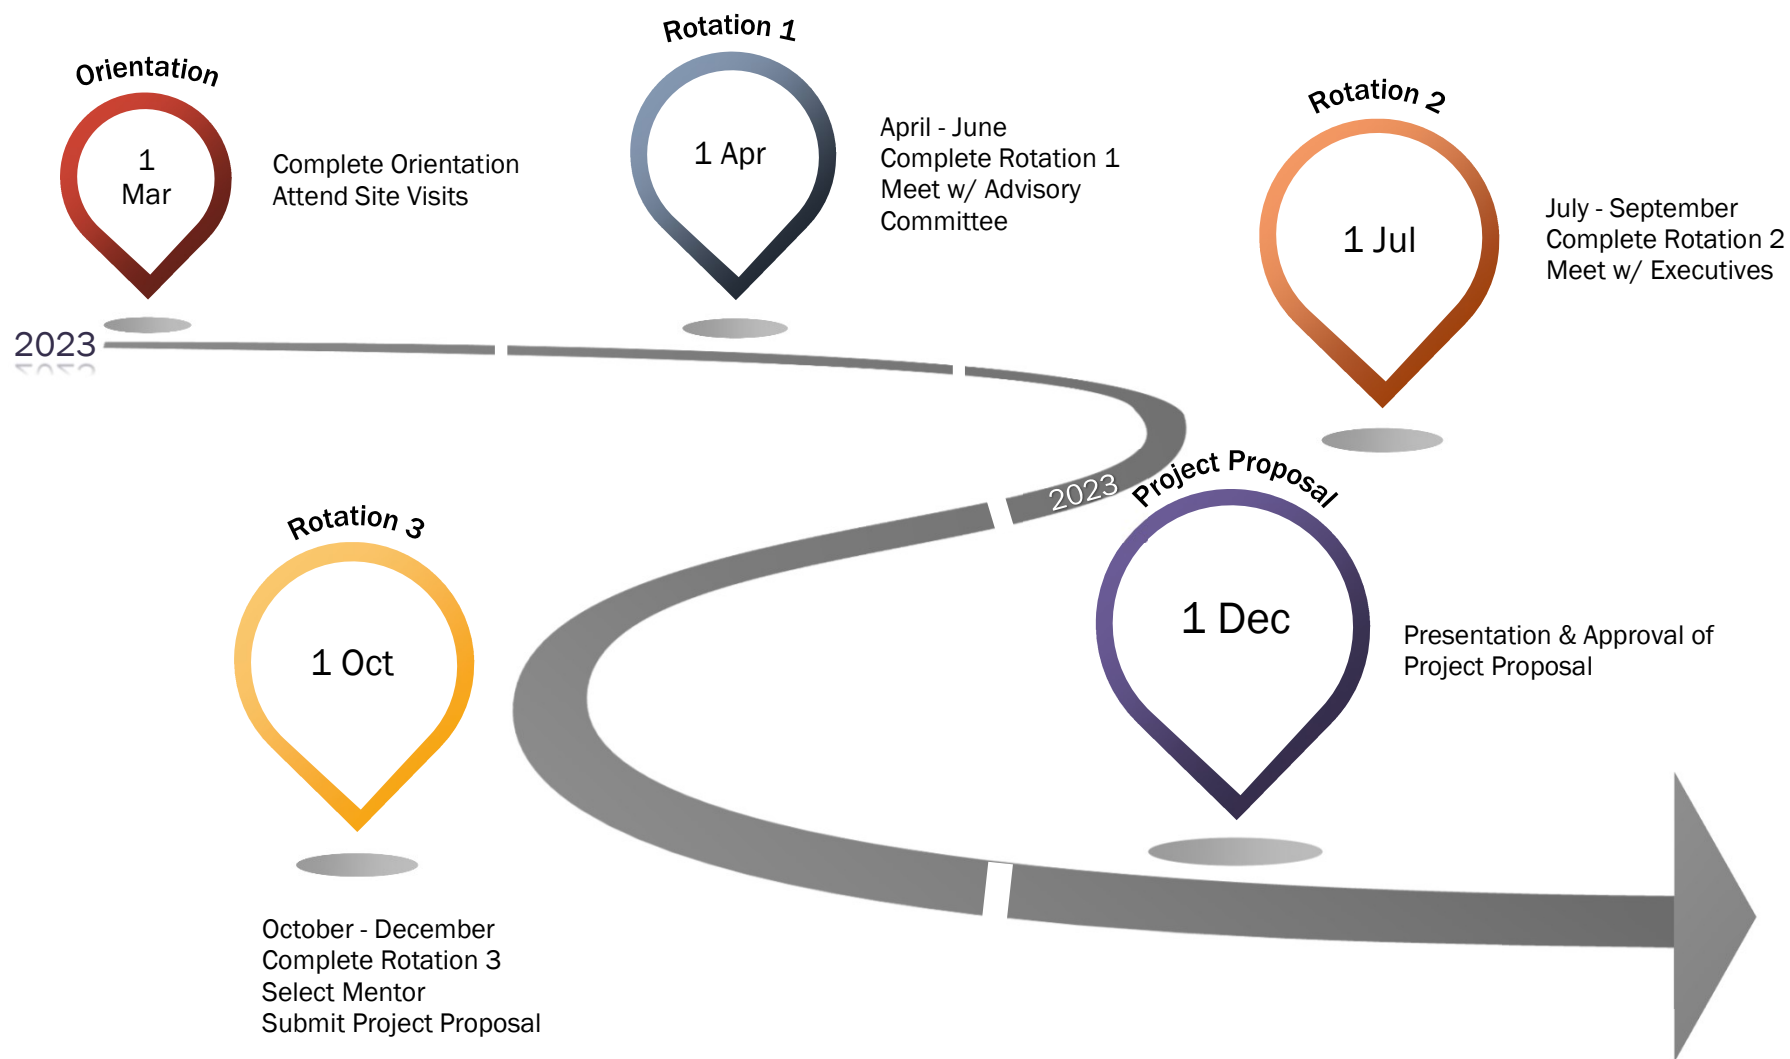 Orientation
1
Mar
Complete Orientation
Attend Site Visits
Rotation 1
1 Apr
April - June
Complete Rotation 1
Meet w/ Advisory
Committee
Rotation 2
1 Jul
July - September
Complete Rotation 2
Meet w/ Executives
2023
2023
Rotation 3
1 Oct
October - December
Complete Rotation 3
Select Mentor
Submit Project Proposal
Project Proposal
1 Dec
Presentation & Approval of
Project Proposal